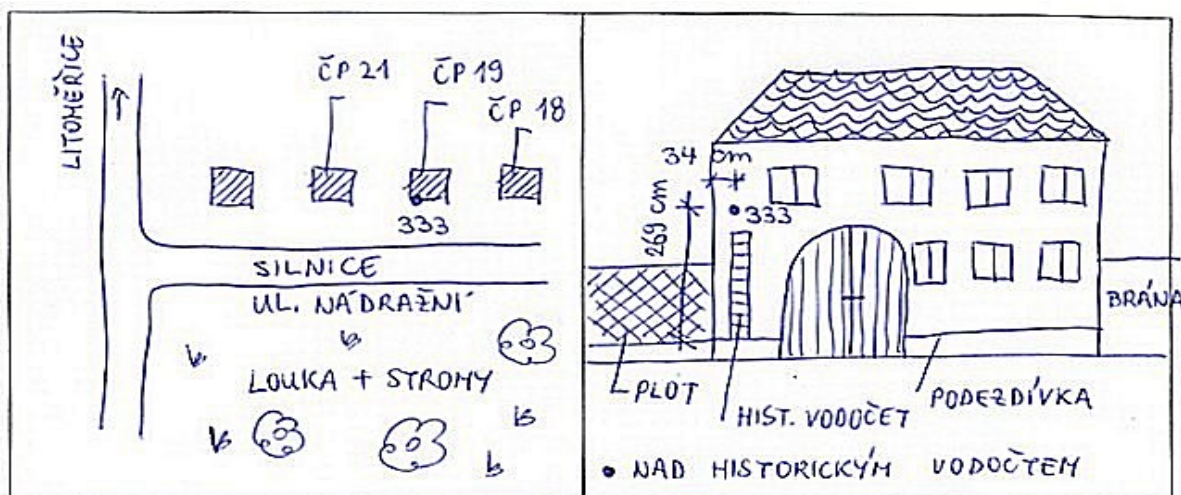 LITOMĚŘICE
ČP 21
ČP 19
ČP 18
333
SILNICE
UL. NÁDRAŽNÍ
LOUKA + STROMY
34 cm
269 cm
333
BRÁNA
PLOT
HIST. VODOČET
PODEZDÍVKA
• NAD HISTORICKÝM VODOČTEM